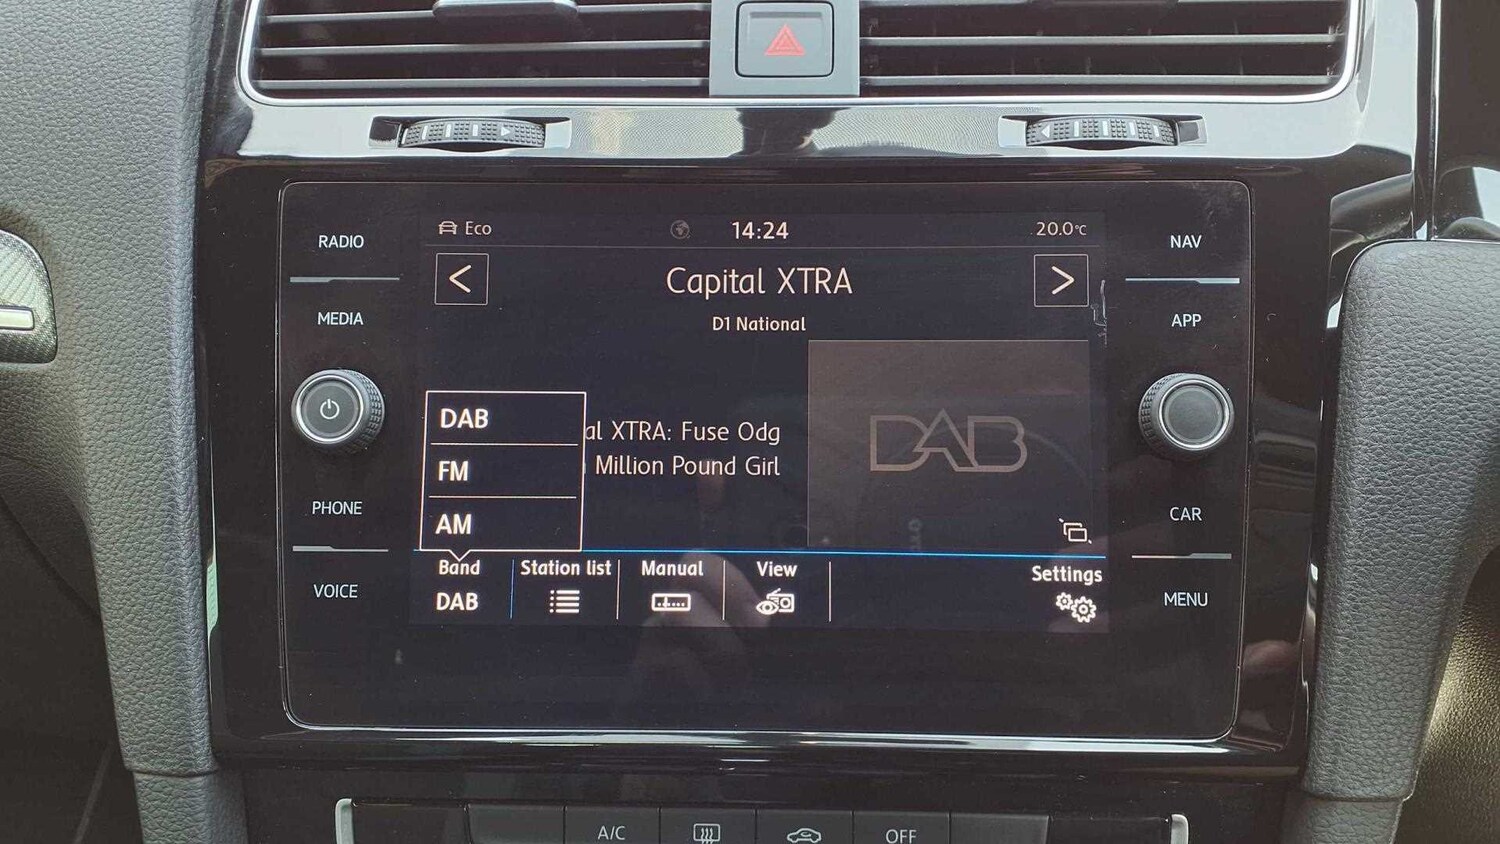 RADIO
MEDIA
PHONE
VOICE
Eco
14:24
20.0°C
Capital XTRA
D1 National
DAB
FM
AM
al XTRA: Fuse Odg
Million Pound Girl
DAB
Band
DAB
Station list
Manual
View
Settings
NAV
APP
CAR
MENU
A/C
OFF